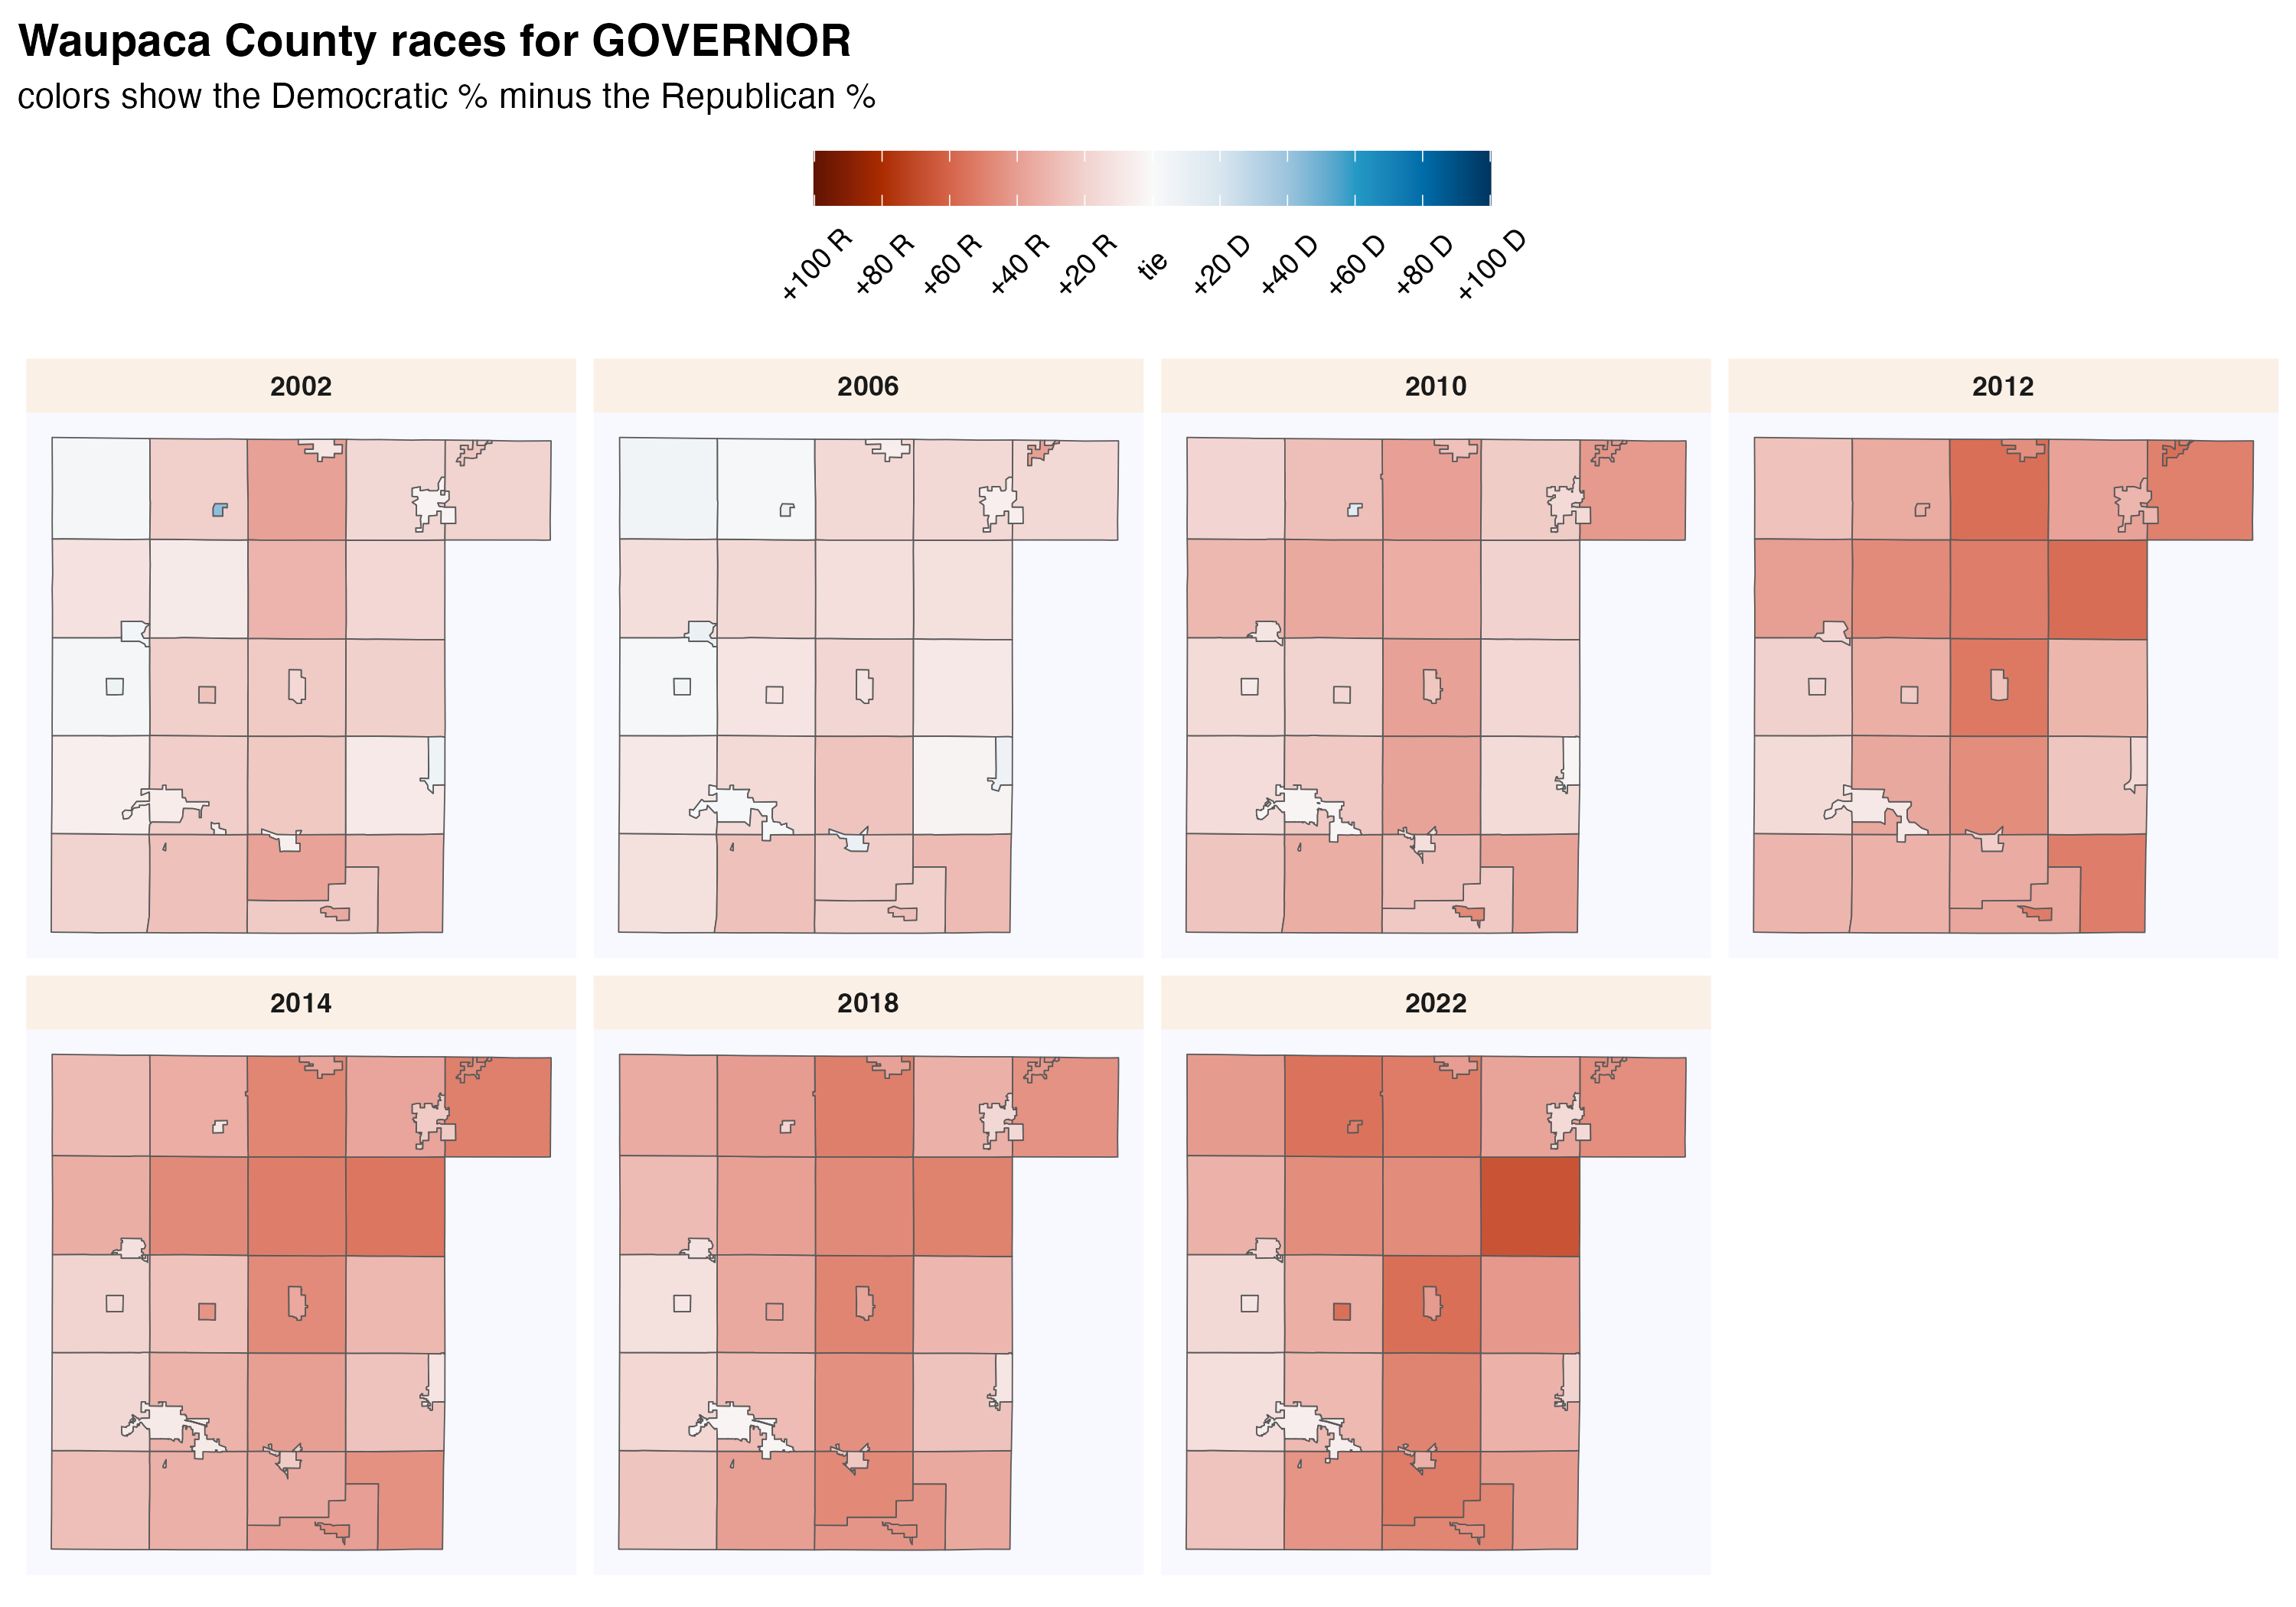 Waupaca County races for GOVERNOR
colors show the Democratic % minus the Republican %
+100 R
+80 R
+60 R
+40 R
+20 R
tie
+20 D
+40 D
+60 D
+80 D
+100 D
2002
2006
2010
2012
2014
2018
2022